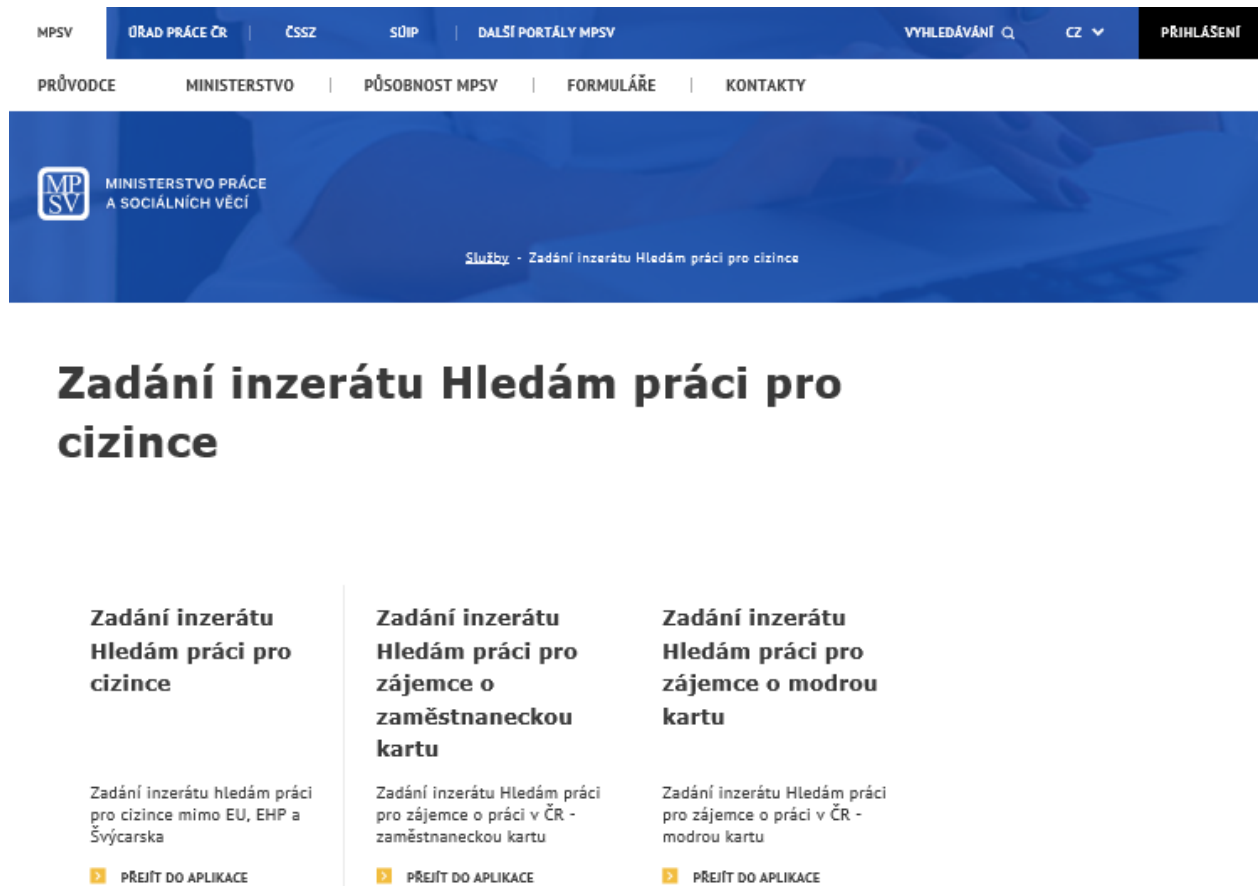 MPSV ÚŘAD PRÁCE ČR | ČSSZ SÚIP | DALŠÍ PORTÁLY MPSV VYHLEDÁVÁNÍ CZ PŘIHLÁŠENÍ
PRŮVODCE MINISTERSTVO | PŮSOBNOST MPSV | FORMULÁŘE | KONTAKTY
MP
SV
MINISTERSTVO PRÁCE
A SOCIÁLNÍCH VĚCÍ
Služby - Zadání inzerátu Hledám práci pro cizince
Zadání inzerátu Hledám práci pro
cizince
Zadání inzerátu
Hledám práci pro
cizince
Zadání inzerátu hledám práci
pro cizince mimo EU, EHP a
Švýcarska
PŘEJÍT DO APLIKACE
Zadání inzerátu
Hledám práci pro
zájemce o
zaměstnaneckou
kartu
Zadání inzerátu Hledám práci
pro zájemce o práci v ČR -
zaměstnaneckou kartu
PŘEJÍT DO APLIKACE
Zadání inzerátu
Hledám práci pro
zájemce o modrou
kartu
Zadání inzerátu Hledám práci
pro zájemce o práci v ČR -
modrou kartu
PŘEJÍT DO APLIKACE